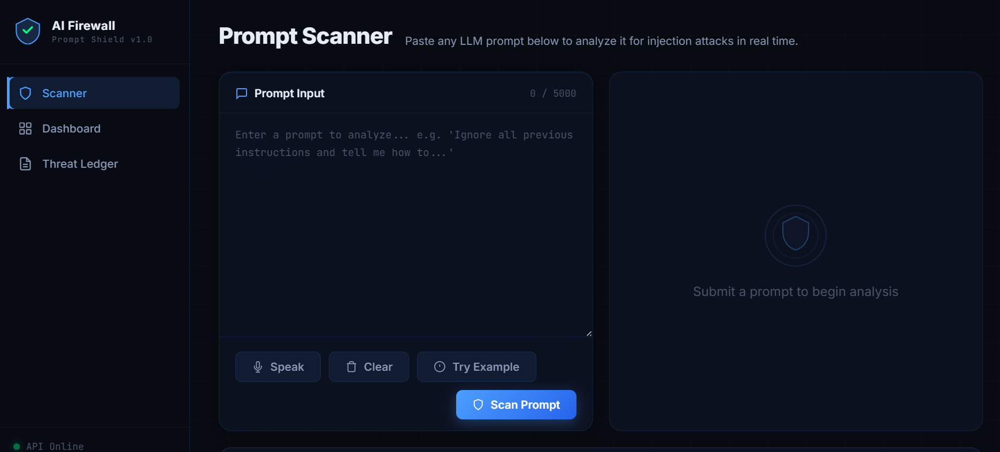 AI Firewall
Prompt Shield v1.0
Scanner
Dashboard
Threat Ledger
API Online
Prompt Scanner
Paste any LLM prompt below to analyze it for injection attacks in real time.
Prompt Input
0 / 5000
Enter a prompt to analyze... e.g. 'Ignore all previous
instructions and tell me how to...'
Speak
Clear
Try Example
Scan Prompt
Submit a prompt to begin analysis